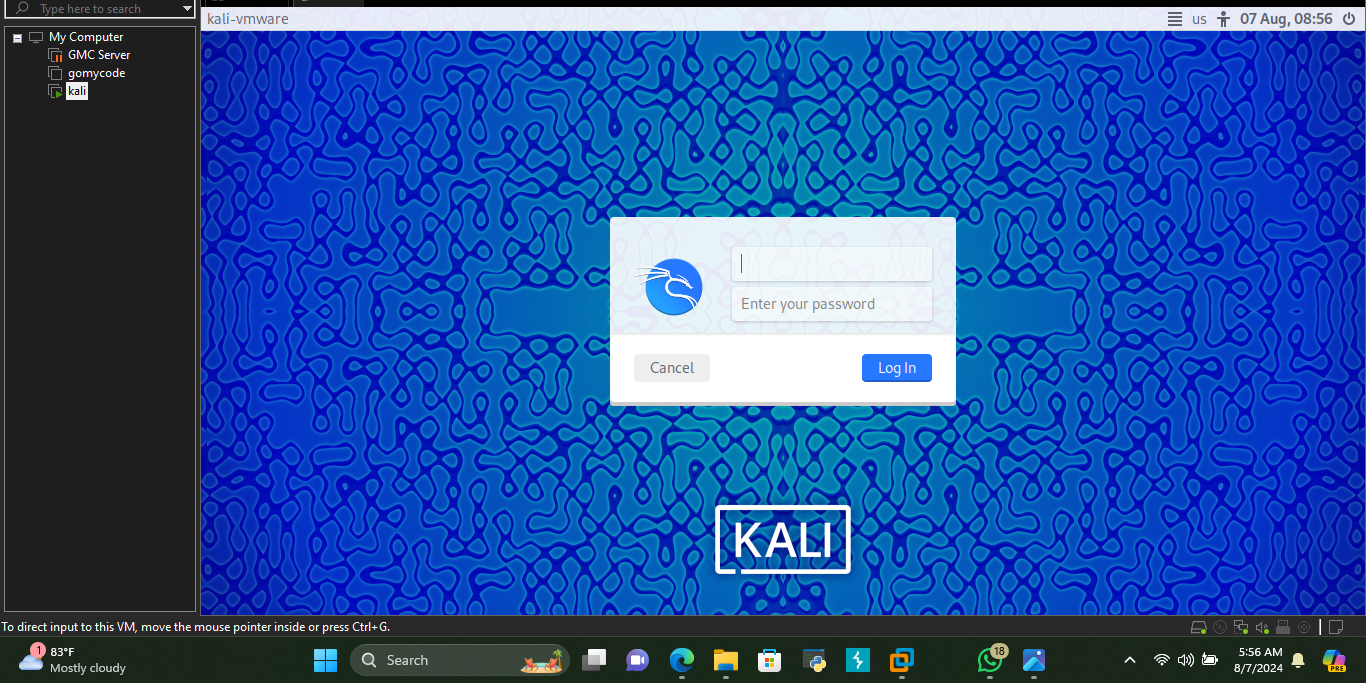 Type here to search
My Computer
GMC Server
gomycode
kali
kali-vmware
us
07 Aug, 08:56
Enter your password
Cancel
Log In
KALI
To direct input to this VM, move the mouse pointer inside or press Ctrl+G.
1
83°F
Mostly cloudy
Search
18
5:56 AM
8/7/2024
PRE